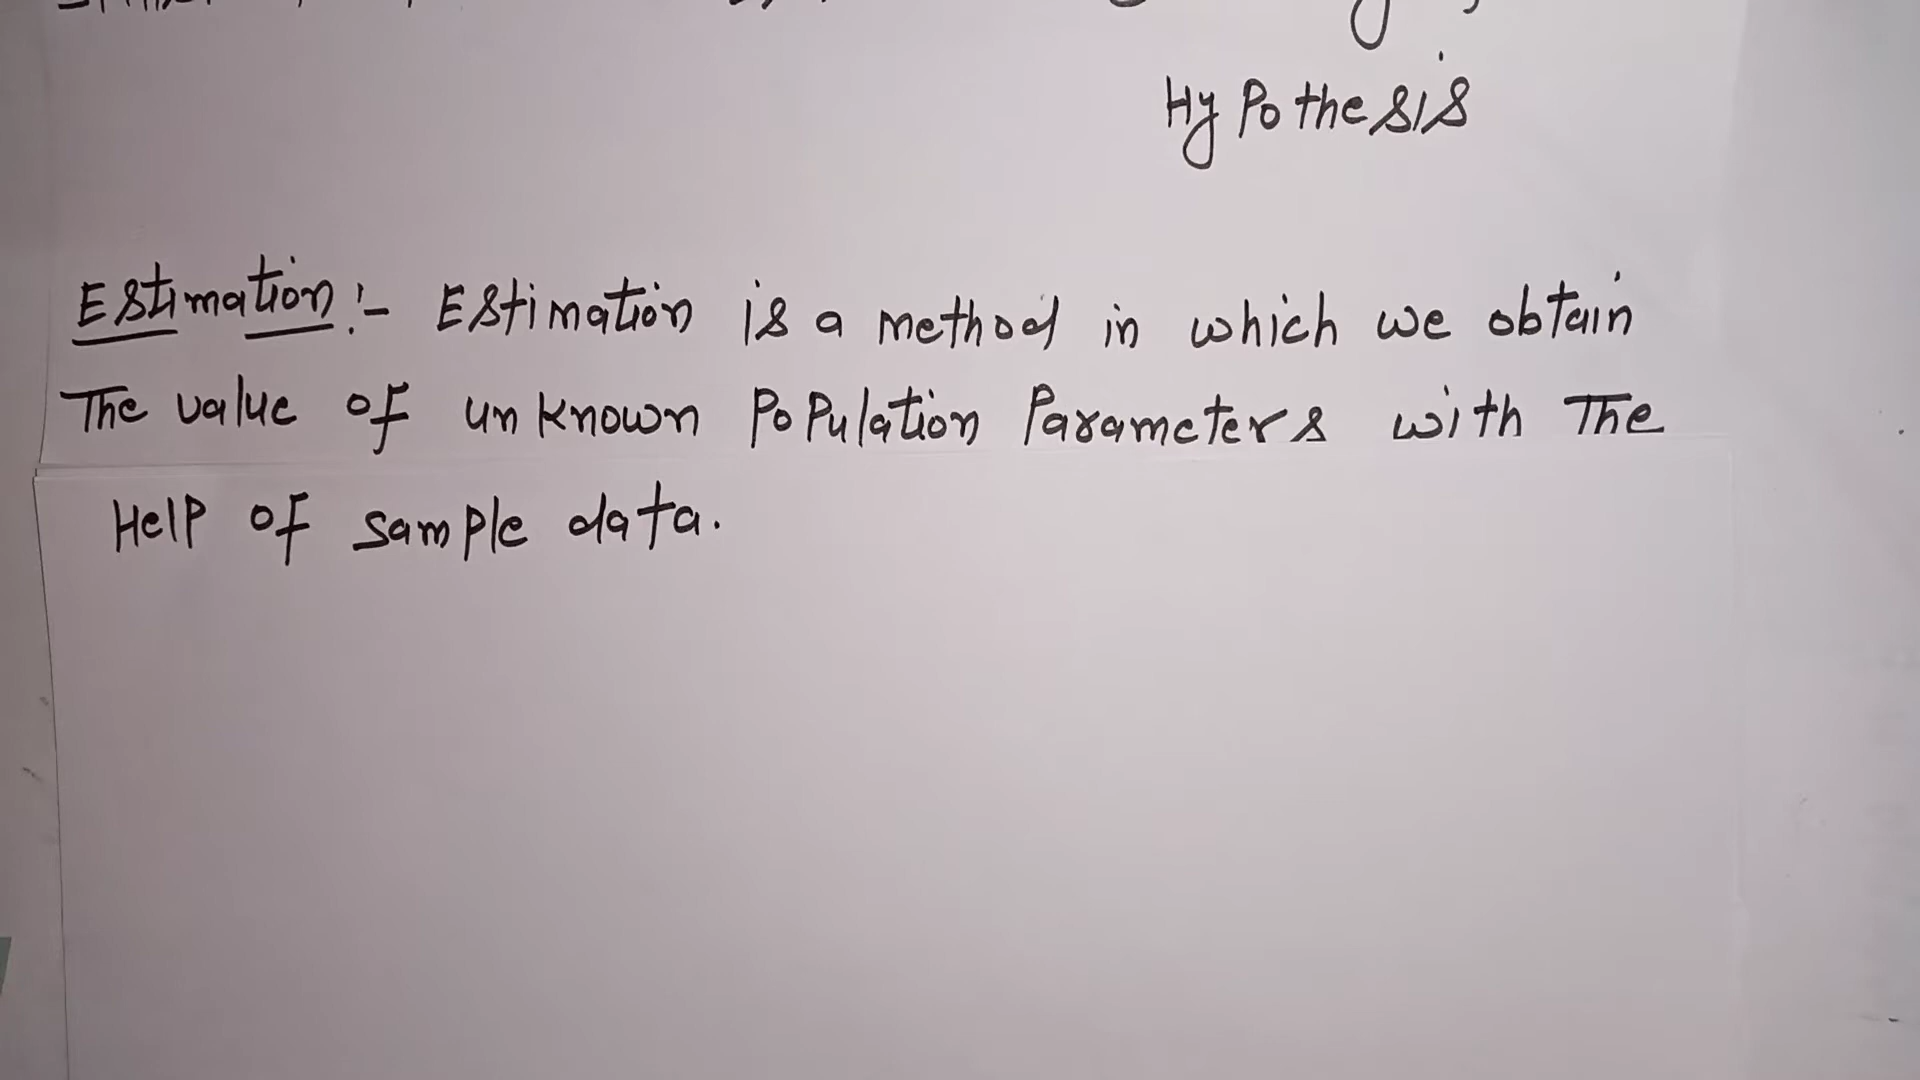 Hypothesis
Estimation :- Estimation is a method in which we obtain
The value of unknown Population Parameters with The
Help of sample data.